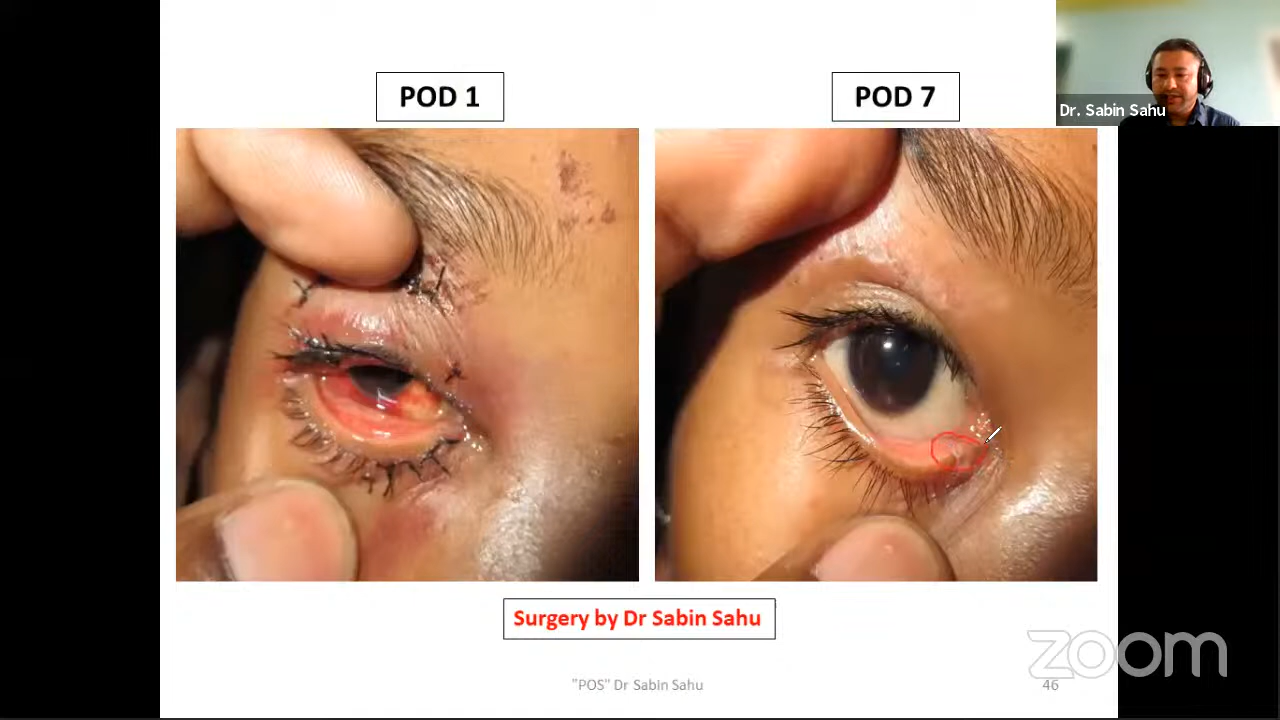 POD 1
POD 7
Dr. Sabin Sahu
Surgery by Dr Sabin Sahu
"POS" Dr Sabin Sahu
46
zoom